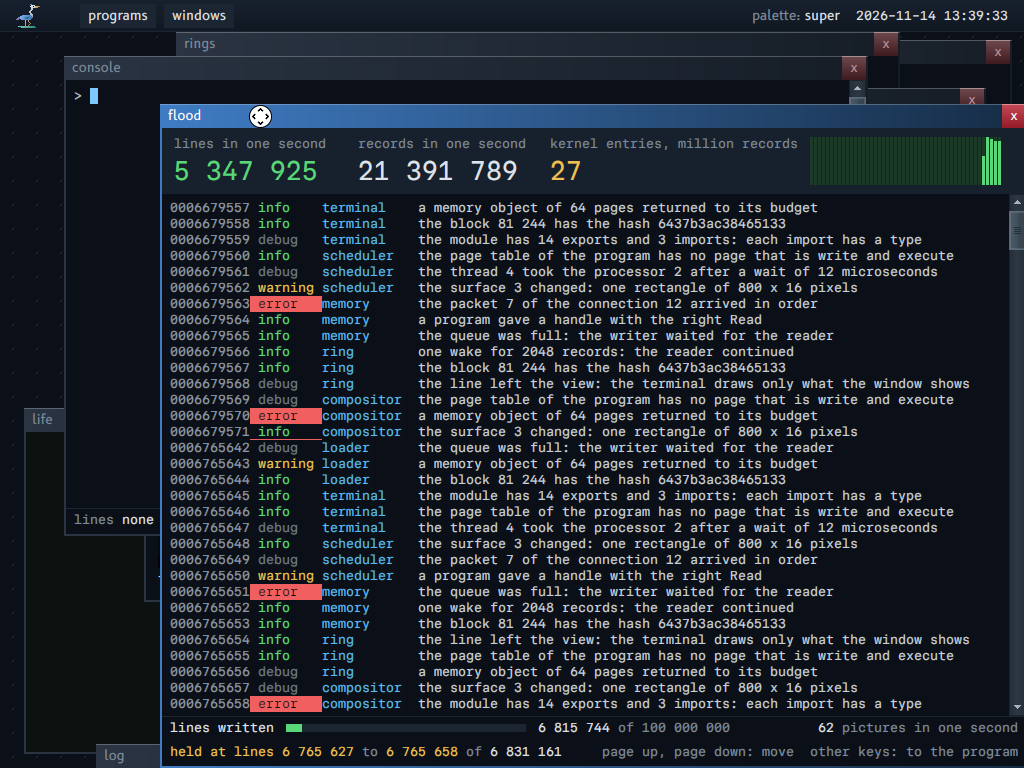 programs windows palette: super 2026-11-14 13:39:33
rings x
x
console x
x
>
flood x
lines in one second records in one second kernel entries, million records
5 347 925 21 391 789 27
0006679557 info terminal a memory object of 64 pages returned to its budget
0006679558 info terminal the block 81 244 has the hash 6437b3ac38465133
0006679559 debug terminal the module has 14 exports and 3 imports: each import has a type
0006679560 info scheduler the page table of the program has no page that is write and execute
0006679561 debug scheduler the thread 4 took the processor 2 after a wait of 12 microseconds
0006679562 warning scheduler the surface 3 changed: one rectangle of 800 x 16 pixels
0006679563 error memory the packet 7 of the connection 12 arrived in order
0006679564 info memory a program gave a handle with the right Read
0006679565 info memory the queue was full: the writer waited for the reader
0006679566 info ring one wake for 2048 records: the reader continued
0006679567 info ring the block 81 244 has the hash 6437b3ac38465133
0006679568 debug ring the line left the view: the terminal draws only what the window shows
0006679569 debug compositor the page table of the program has no page that is write and execute
0006679570 error compositor a memory object of 64 pages returned to its budget
0006679571 info compositor the surface 3 changed: one rectangle of 800 x 16 pixels
0006765642 debug loader the queue was full: the writer waited for the reader
0006765643 warning loader a memory object of 64 pages returned to its budget
0006765644 info loader the block 81 244 has the hash 6437b3ac38465133
0006765645 info terminal the module has 14 exports and 3 imports: each import has a type
0006765646 info terminal the page table of the program has no page that is write and execute
0006765647 debug terminal the thread 4 took the processor 2 after a wait of 12 microseconds
0006765648 info scheduler the surface 3 changed: one rectangle of 800 x 16 pixels
0006765649 debug scheduler the packet 7 of the connection 12 arrived in order
0006765650 warning scheduler a program gave a handle with the right Read
0006765651 error memory the queue was full: the writer waited for the reader
0006765652 info memory one wake for 2048 records: the reader continued
0006765653 info memory the block 81 244 has the hash 6437b3ac38465133
0006765654 info ring the line left the view: the terminal draws only what the window shows
0006765655 info ring the page table of the program has no page that is write and execute
0006765656 debug ring a memory object of 64 pages returned to its budget
0006765657 debug compositor the surface 3 changed: one rectangle of 800 x 16 pixels
0006765658 error compositor the module has 14 exports and 3 imports: each import has a type
lines written 6 815 744 of 100 000 000 62 pictures in one second
held at lines 6 765 627 to 6 765 658 of 6 831 161 page up, page down: move other keys: to the program
life
lines none
log